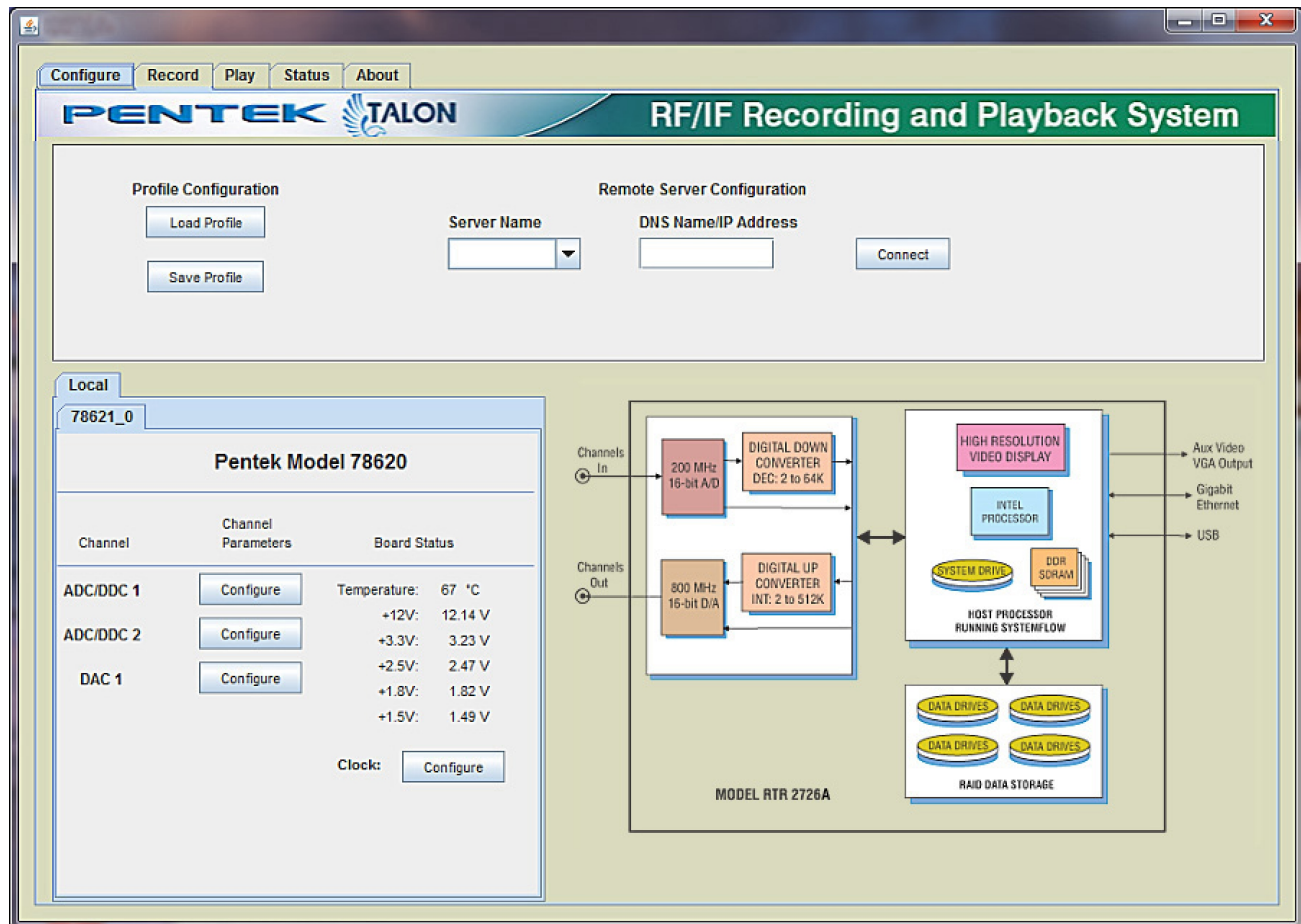 Configure Record Play Status About
PENTEK TALON RF/IF Recording and Playback System
Profile Configuration
Load Profile
Save Profile
Remote Server Configuration
Server Name DNS Name/IP Address
Connect
Local
78621_0
Pentek Model 78620
Channel Channel Parameters Board Status
ADC/DDC 1 Configure
ADC/DDC 2 Configure
DAC 1 Configure
Temperature: 67 °C
+12V: 12.14 V
+3.3V: 3.23 V
+2.5V: 2.47 V
+1.8V: 1.82 V
+1.5V: 1.49 V
Clock: Configure
Channels
In
200 MHz
16-bit A/D
DIGITAL DOWN
CONVERTER
DEC: 2 to 64K
Channels
Out
800 MHz
16-bit D/A
DIGITAL UP
CONVERTER
INT: 2 to 512K
HIGH RESOLUTION
VIDEO DISPLAY
INTEL
PROCESSOR
SYSTEM DRIVE
DDR
SDRAM
HOST PROCESSOR
RUNNING SYSTEMFLOW
Aux Video
VGA Output
Gigabit
Ethernet
USB
DATA DRIVES DATA DRIVES
DATA DRIVES DATA DRIVES
RAID DATA STORAGE
MODEL RTR 2726A